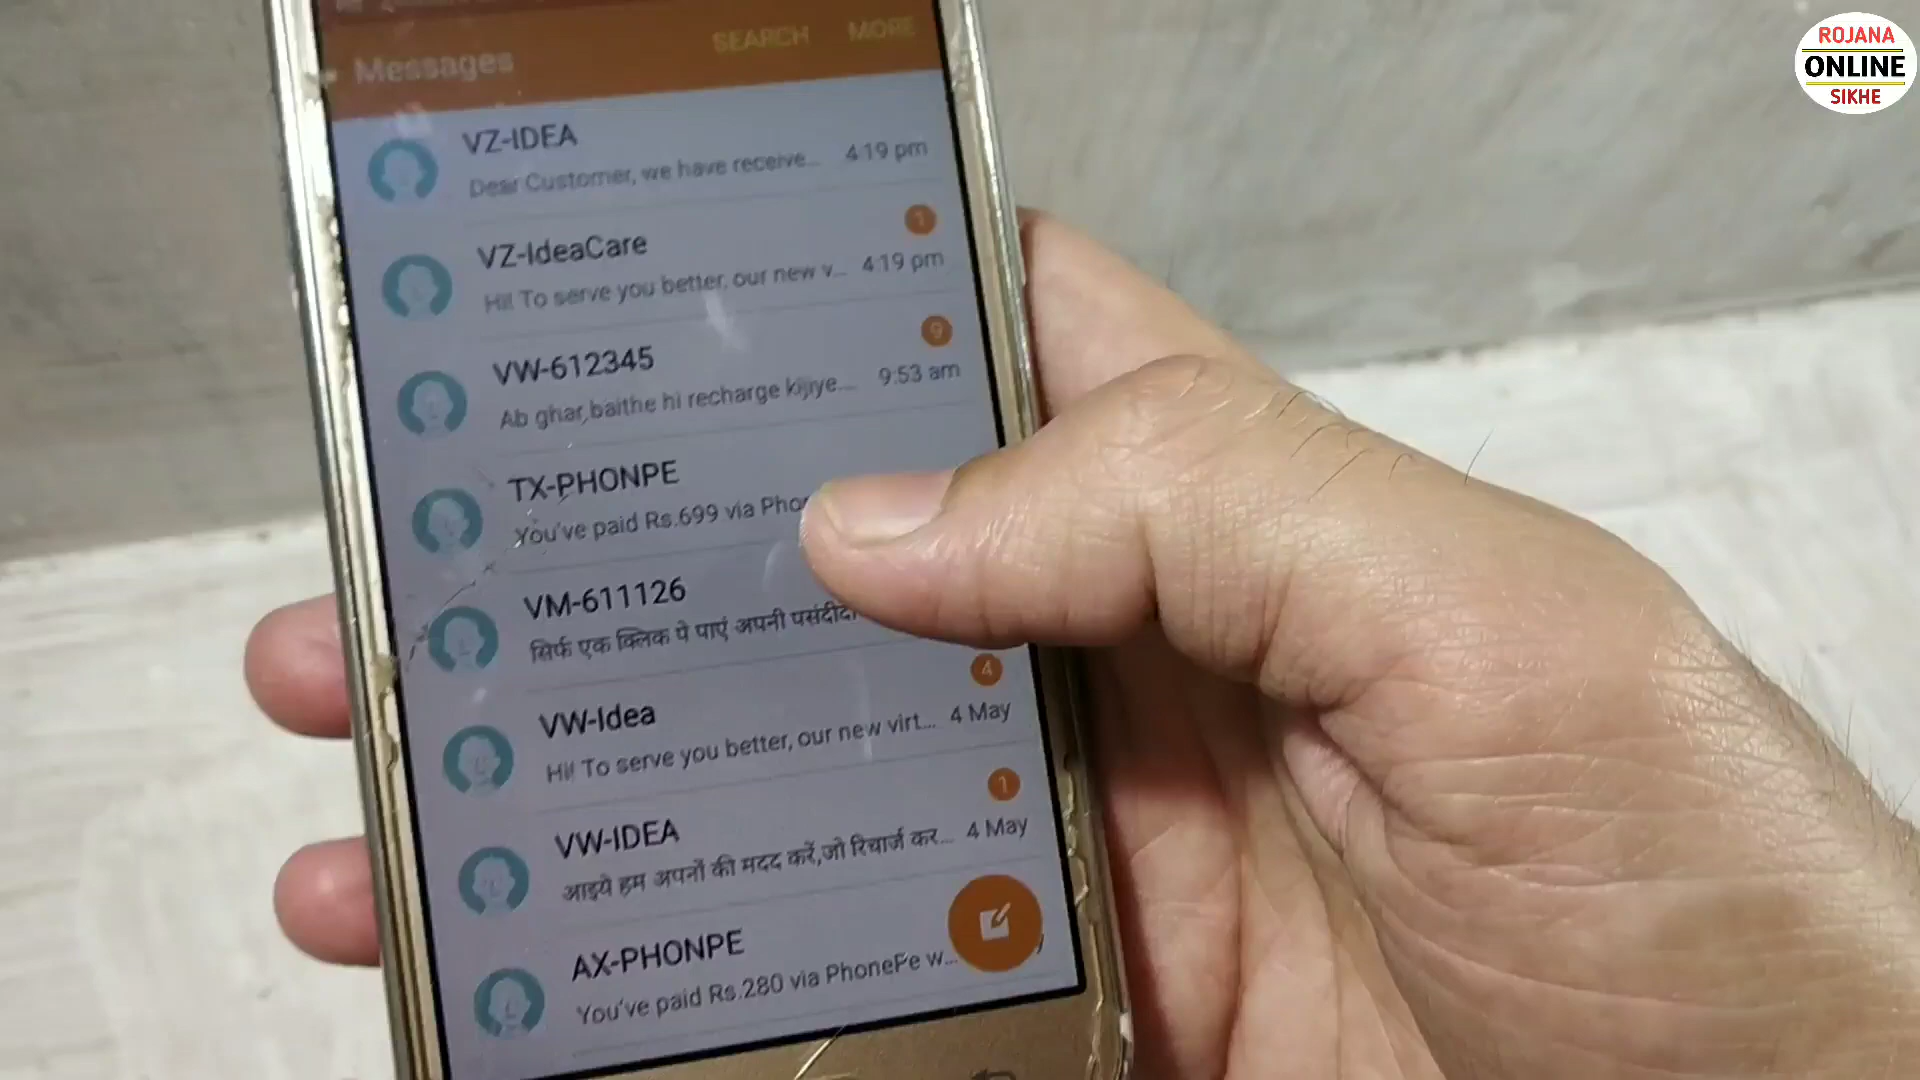 ROJANA
ONLINE
SIKHE
SEARCH MORE
Messages
VZ-IDEA
Dear Customer, we have receive... 4:19 pm
1
VZ-IdeaCare
Hi! To serve you better, our new v... 4:19 pm
9
VW-612345
Ab ghar,baithe hi recharge kijiye.... 9:53 am
TX-PHONPE
You've paid Rs.699 via Phon
VM-611126
सिर्फ एक क्लिक पे पाएं अपनी पसंदीदा
4
VW-Idea
Hi! To serve you better, our new virt... 4 May
1
VW-IDEA
आइये हम अपनों की मदद करें,जो रिचार्ज कर... 4 May
AX-PHONPE
You've paid Rs.280 via PhonePe w...